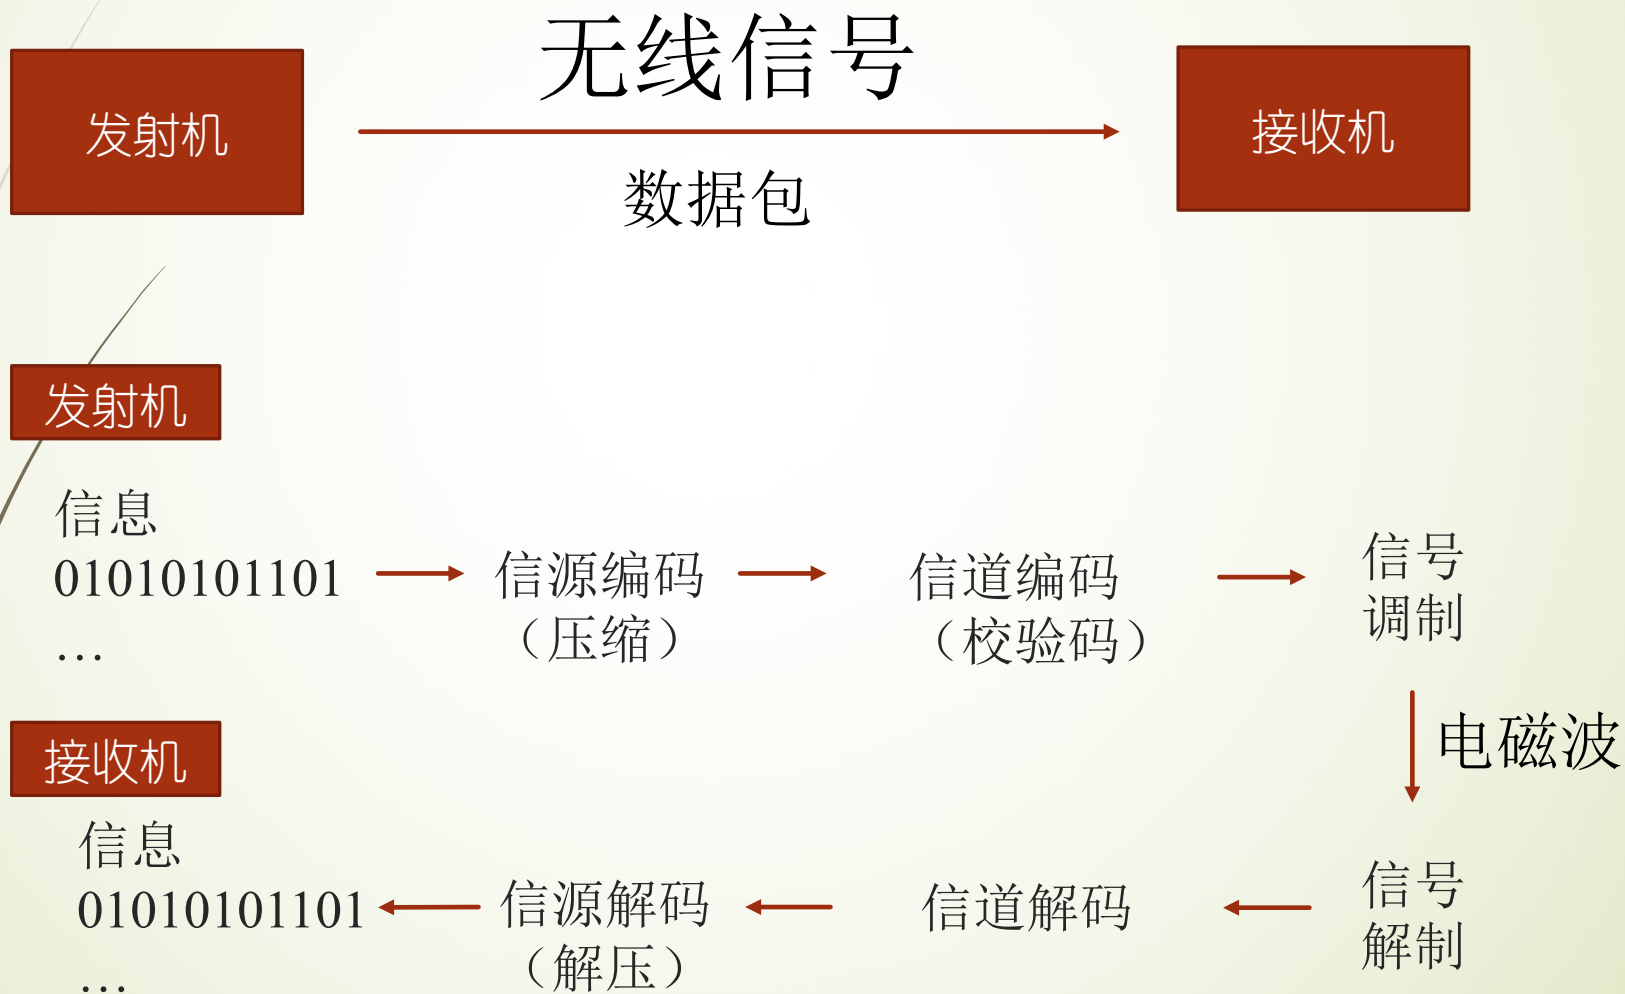 无线信号
发射机
接收机
数据包
发射机
信息
01010101101
…
信源编码
（压缩）
信道编码
（校验码）
信号
调制
电磁波
接收机
信息
01010101101
…
信源解码
（解压）
信道解码
信号
解制